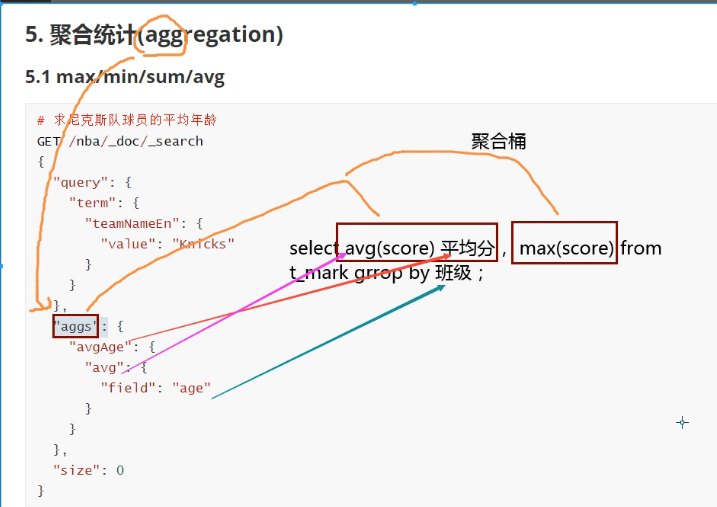 5. 聚合统计(aggregation)
5.1 max/min/sum/avg
# 求尼克斯队球员的平均年龄
GET /nba/_doc/_search
{
"query": {
"term": {
"teamNameEn": {
"value": "Knicks"
}
}
},
"aggs": {
"avgAge": {
"avg": {
"field": "age"
}
}
},
"size": 0
}
聚合桶
select avg(score) 平均分， max(score) from
t_mark grrop by 班级；